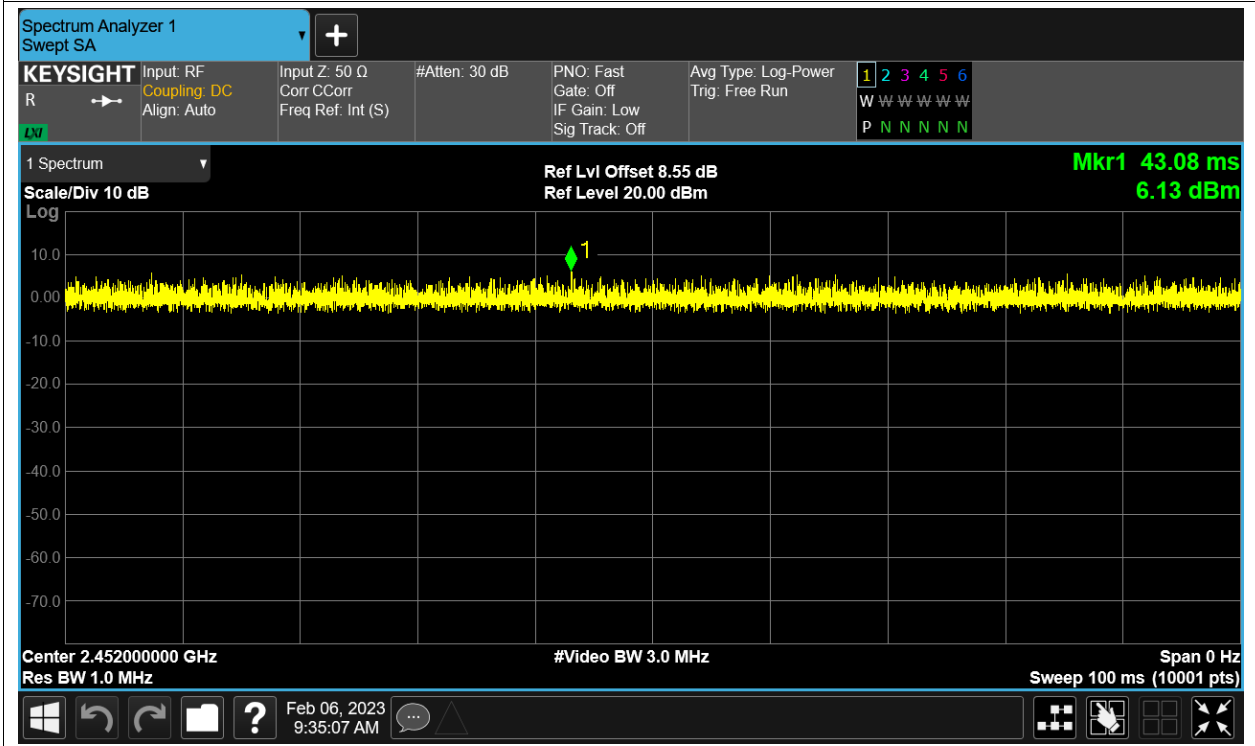 Spectrum Analyzer 1
Swept SA
KEYSIGHT
R
LXI
Input: RF
Coupling: DC
Align: Auto
Input Z: 50 Ω
Corr CCorr
Freq Ref: Int (S)
#Atten: 30 dB
PNO: Fast
Gate: Off
IF Gain: Low
Sig Track: Off
Avg Type: Log-Power
Trig: Free Run
1 2 3 4 5 6
W W W W W W
P N N N N N
1 Spectrum
Scale/Div 10 dB
Log
Ref Lvl Offset 8.55 dB
Ref Level 20.00 dBm
Mkr1 43.08 ms
6.13 dBm
1
10.0
0.00
-10.0
-20.0
-30.0
-40.0
-50.0
-60.0
-70.0
Center 2.452000000 GHz
Res BW 1.0 MHz
#Video BW 3.0 MHz
Span 0 Hz
Sweep 100 ms (10001 pts)
?
Feb 06, 2023
9:35:07 AM